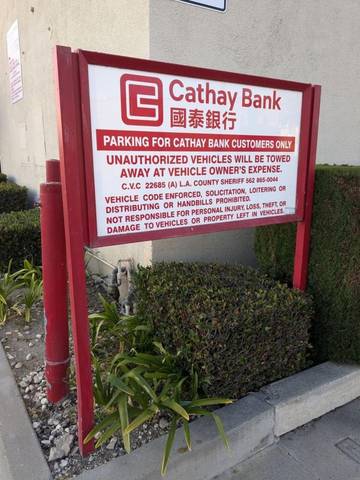 Cathay Bank
國泰銀行
PARKING FOR CATHAY BANK CUSTOMERS ONLY
UNAUTHORIZED VEHICLES WILL BE TOWED
AWAY AT VEHICLE OWNER'S EXPENSE.
C.V.C 22685 (A) L.A. COUNTY SHERIFF 562 865-0044
VEHICLE CODE ENFORCED, SOLICITATION, LOITERING OR
DISTRIBUTING OR HANDBILLS PROHIBITED.
NOT RESPONSIBLE FOR PERSONAL INJURY, LOSS, THEFT, OR
DAMAGE TO VEHICLES OR PROPERTY LEFT IN VEHICLES.